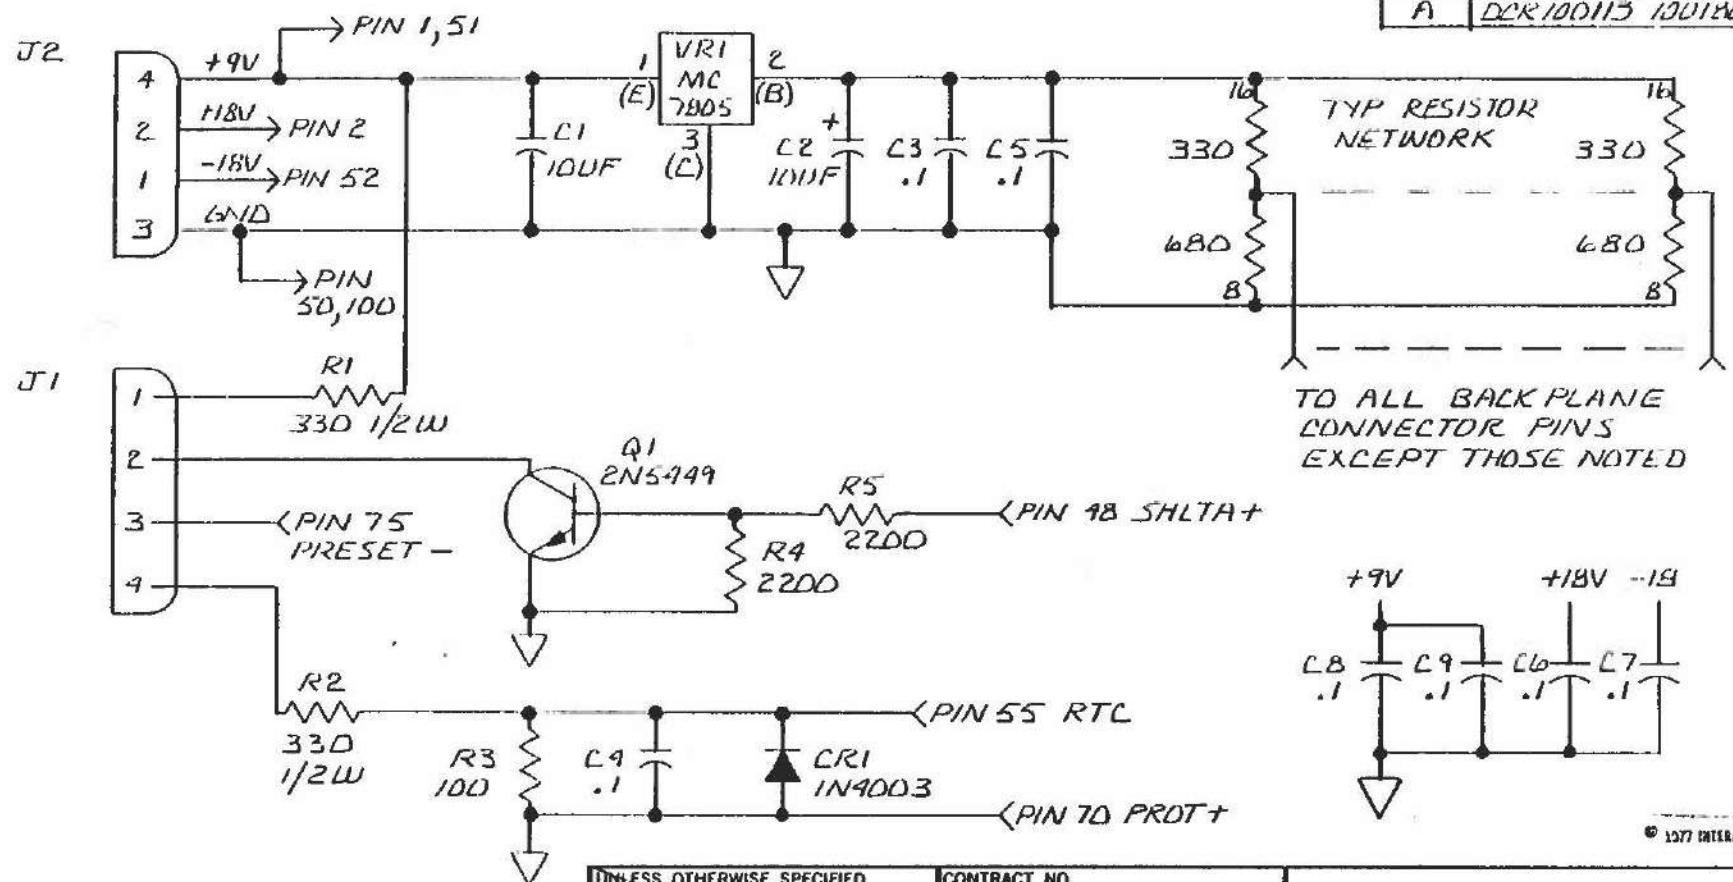 A DCR 100113
J2
PIN 1,51
4 +9V
2 +18V PIN 2
1 -18V PIN 52
3 GND
PIN
50,100
1
(E)
VR1
MC
7805
2
(B)
3
(C)
C1
10UF
+
C2
10UF
C3
.1
C5
.1
16
330
680
8
TYP RESISTOR
NETWORK
16
330
680
8
TO ALL BACK PLANE
CONNECTOR PINS
EXCEPT THOSE NOTED
J1
1
2
3
4
R1
330 1/2W
PIN 75
PRESET -
Q1
2N5449
R5
2200
R4
2200
PIN 48 SHLTA+
R2
330
1/2W
R3
100
C4
.1
CR1
1N4003
PIN 55 RTC
PIN 70 PROT+
+9V +18V -18
C8
.1
C9
.1
C6
.1
C7
.1
© 1977
UNLESS OTHERWISE SPECIFIED
CONTRACT NO